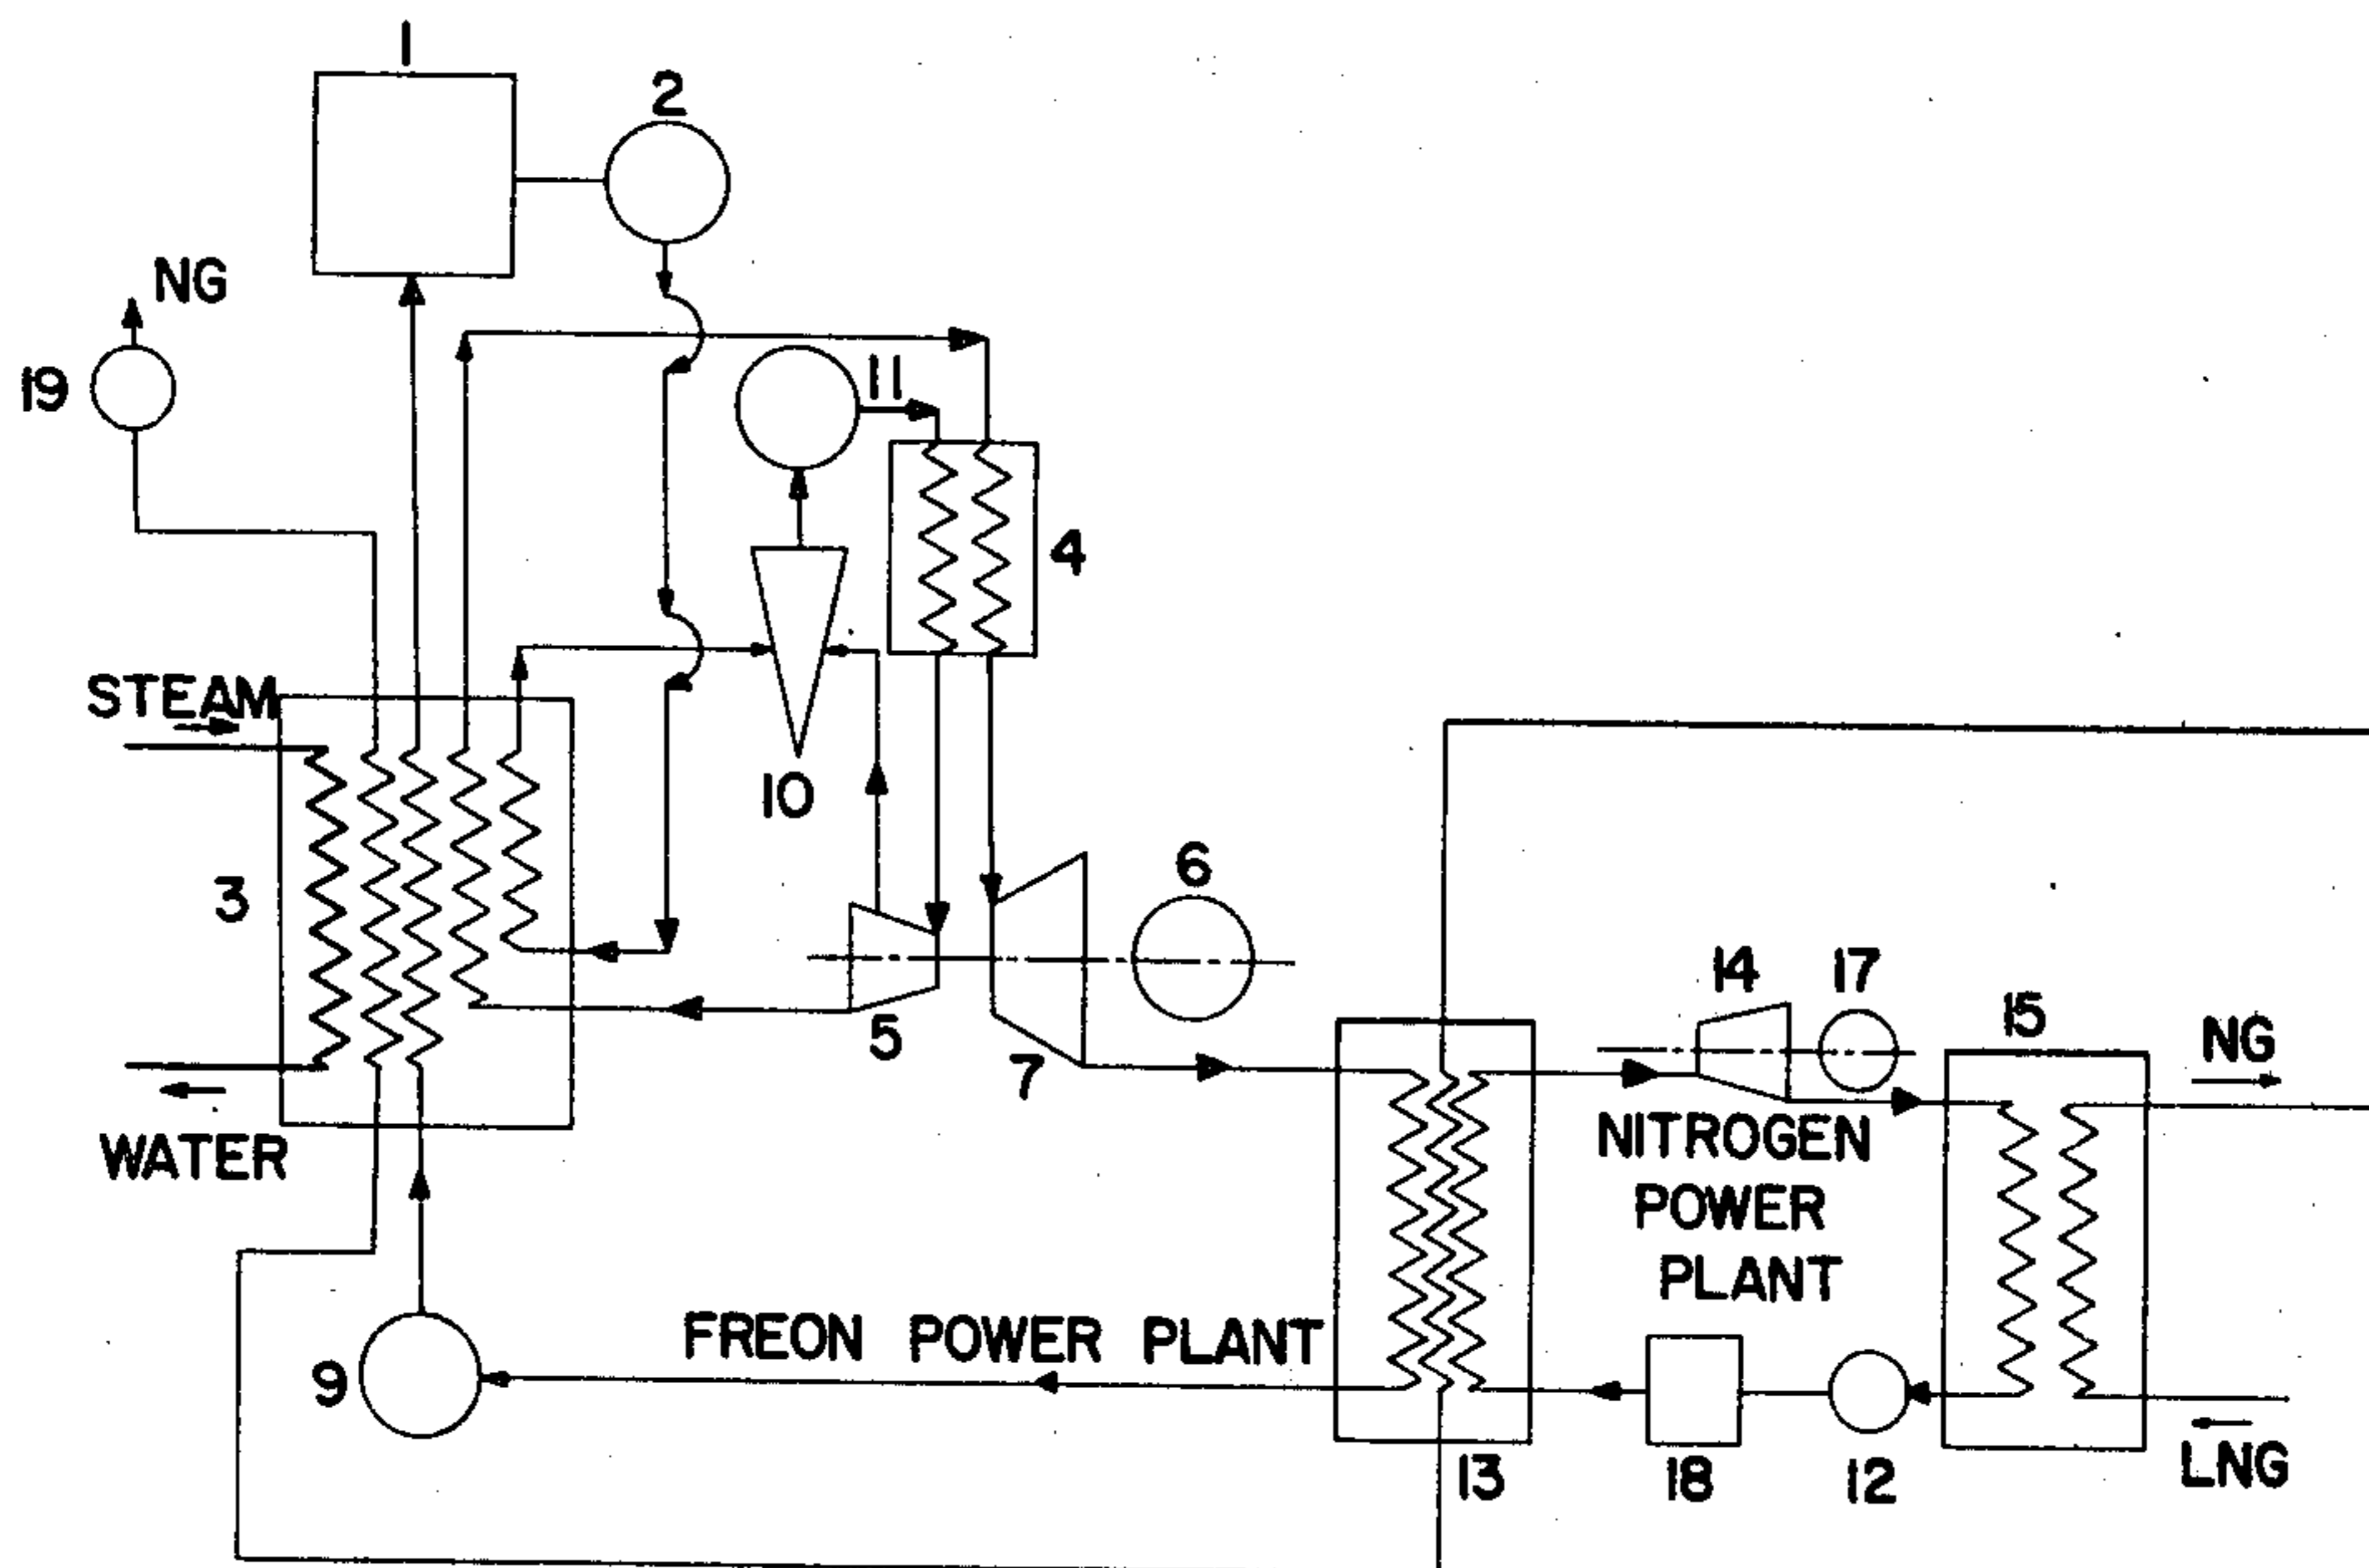 1
2
NG
19
11
4
STEAM
10
3
6
14
17
15
NG
5
7
NITROGEN
POWER
PLANT
WATER
FREON POWER PLANT
9
13
18
12
LNG